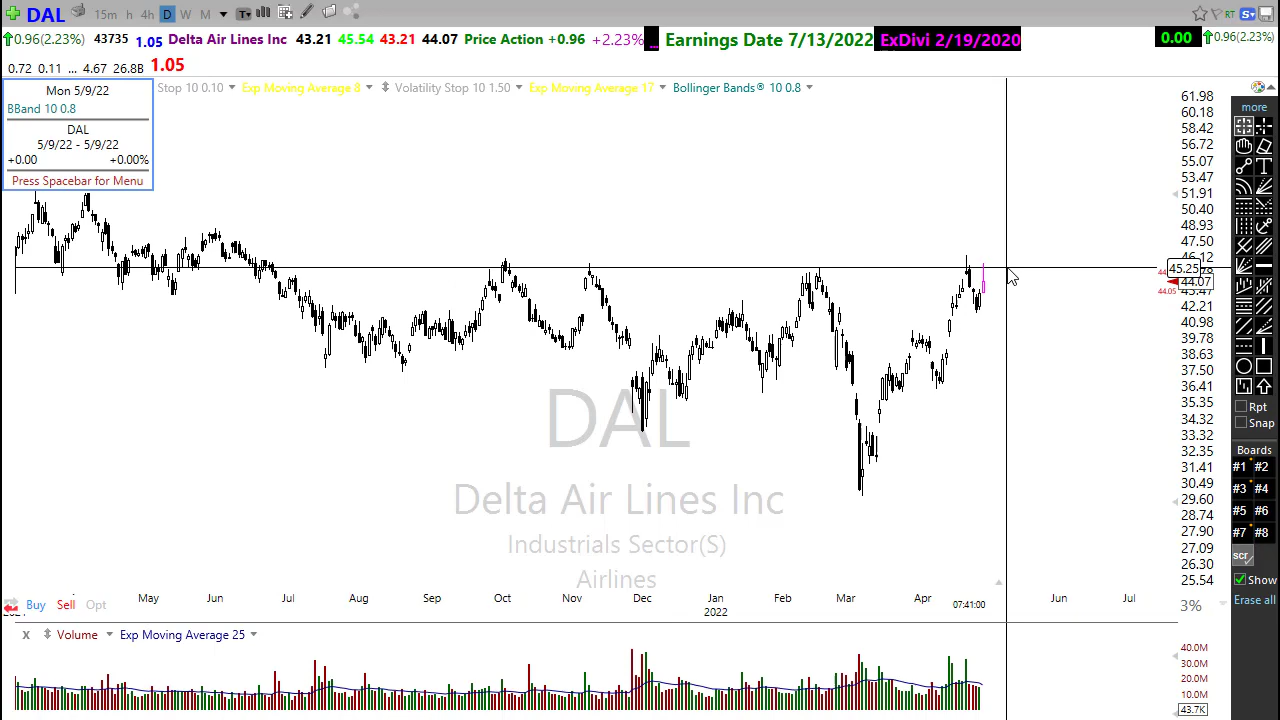 DAL 15m h 4h D W M T RT S
0.96(2.23%) 43735 1.05 Delta Air Lines Inc 43.21 45.54 43.21 44.07 Price Action +0.96 +2.23% ... Earnings Date 7/13/2022 ExDivi 2/19/2020 0.00 0.96(2.23%)
0.72 0.11 ... 4.67 26.8B 1.05
Mon 5/9/22
BBand 10 0.8
DAL
5/9/22 - 5/9/22
+0.00 +0.00%
Press Spacebar for Menu
Stop 10 0.10 Exp Moving Average 8 Volatility Stop 10 1.50 Exp Moving Average 17 Bollinger Bands® 10 0.8
61.98
60.18
58.42
56.72
55.07
53.47
51.91
50.40
48.93
47.50
46.12
45.25
44.07
44.05
43.47
42.21
40.98
39.78
38.63
37.50
36.41
35.35
34.32
33.32
32.35
31.41
30.49
29.60
28.74
27.90
27.09
26.30
25.54
3%
more
T
Rpt
Snap
Boards
#1 #2
#3 #4
#5 #6
#7 #8
scr
Show
Erase all
DAL
Delta Air Lines Inc
Industrials Sector(S)
Airlines
May Jun Jul Aug Sep Oct Nov Dec 2022 Feb Mar Apr 07:41:00 Jun Jul
Buy Sell Opt
X Volume Exp Moving Average 25
40.0M
30.0M
20.0M
10.0M
43.7K